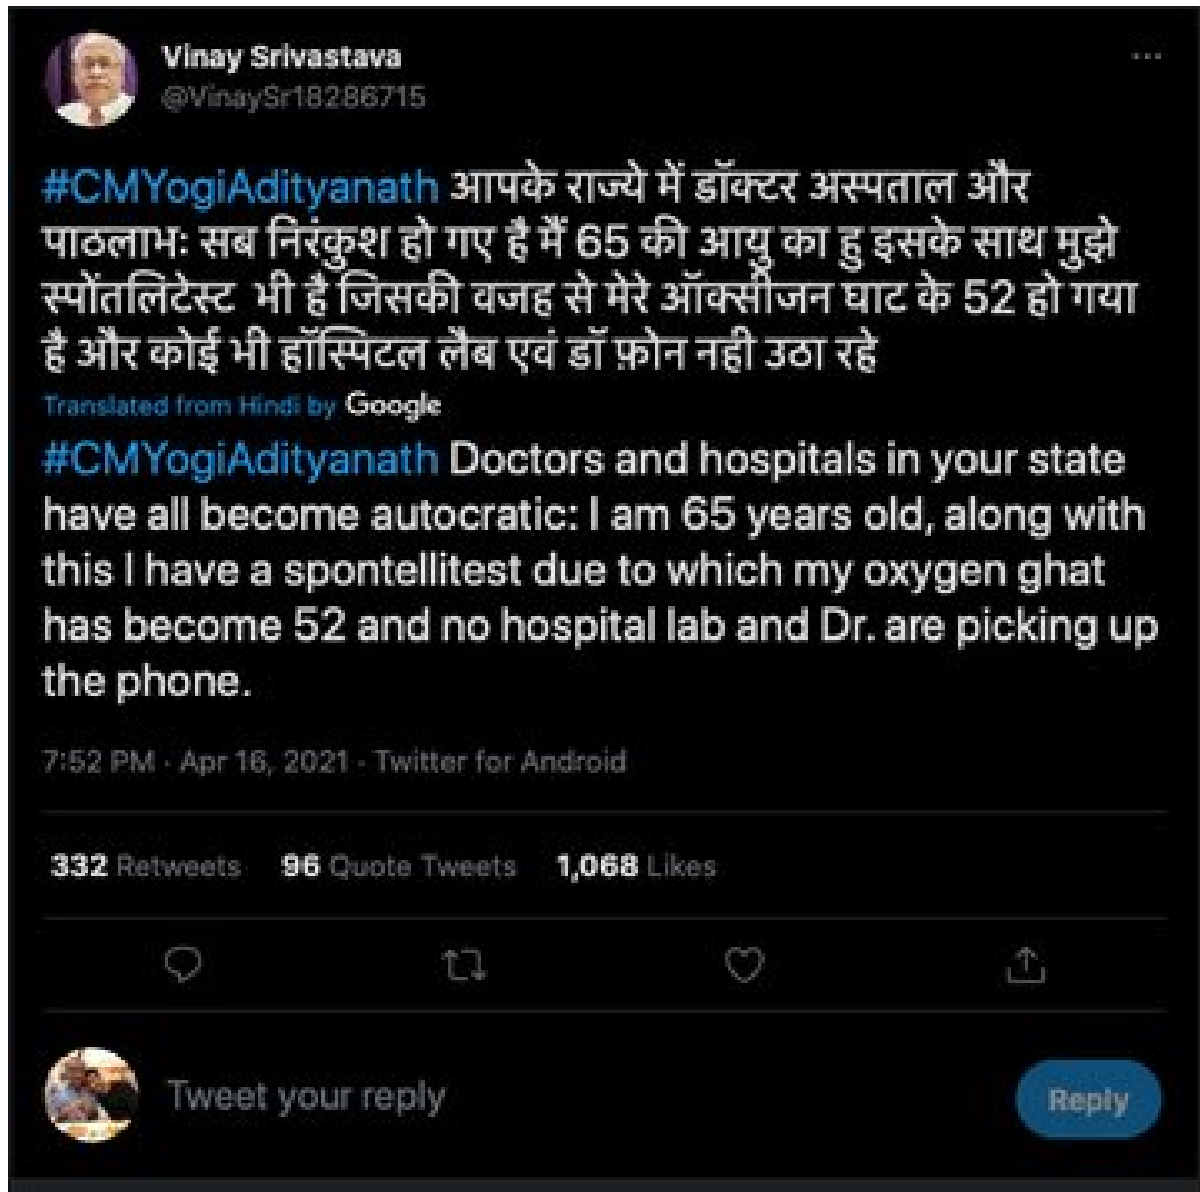 Vinay Srivastava
@VinaySr18286715
#CMYogiAdityanath आपके राज्ये में डॉक्टर अस्पताल और
पाठलाभः सब निरंकुश हो गए है मैं 65 की आयु का हु इसके साथ मुझे
स्पोंतलिटेस्ट भी है जिसकी वजह से मेरे ऑक्सीजन घाट के 52 हो गया
है और कोई भी हॉस्पिटल लैब एवं डॉ फ़ोन नही उठा रहे
Translated from Hindi by Google
#CMYogiAdityanath Doctors and hospitals in your state
have all become autocratic: I am 65 years old, along with
this I have a spontellitest due to which my oxygen ghat
has become 52 and no hospital lab and Dr. are picking up
the phone.
7:52 PM · Apr 16, 2021 · Twitter for Android
332 Retweets 96 Quote Tweets 1,068 Likes
Tweet your reply
Reply